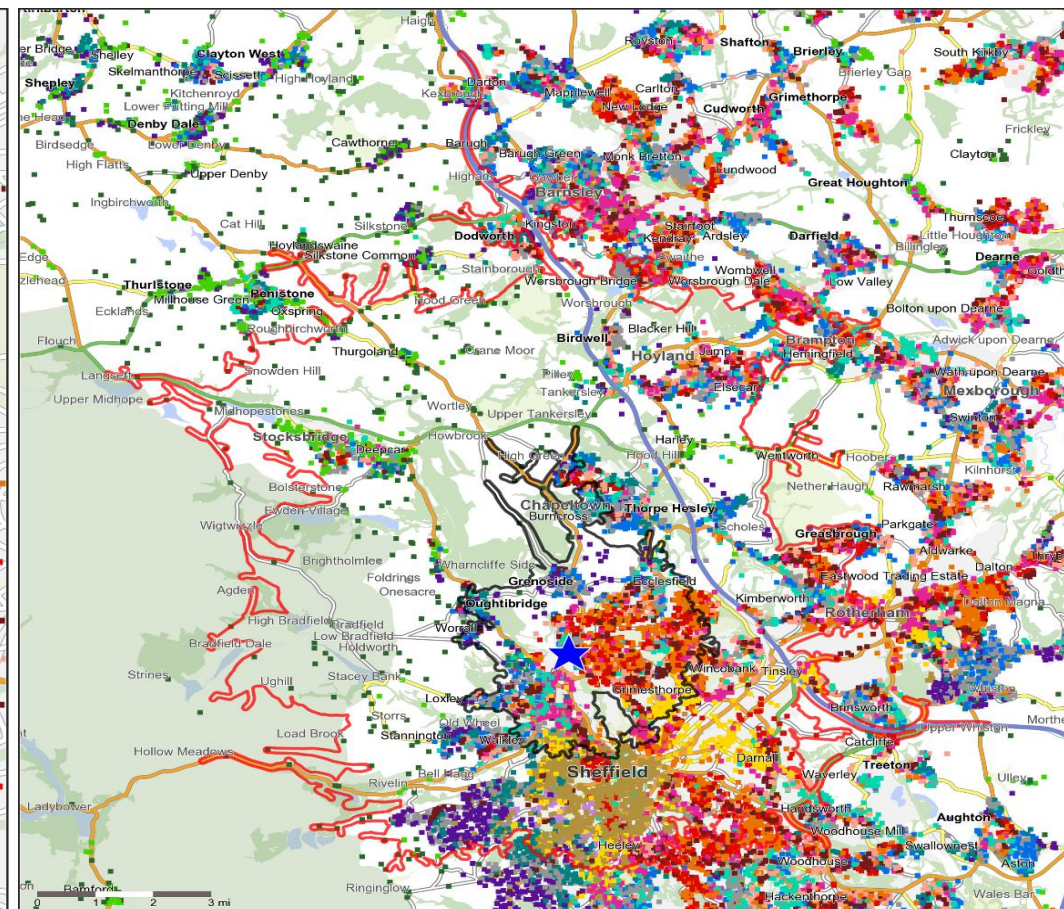 Haigh
Shelley
Clayton West
Skelmanthorpe
Scissett
High Hoyland
Shepley
Kitchenroyd
Denby Dale
Lower Denby
Birdsedge
High Flatts
Upper Denby
Cawthorne
Ingbirchworth
Royston
Shafton
Brierley
South Kirkby
Darton
Kexbrough
Mapplewell
Carlton
New Lodge
Cudworth
Grimethorpe
Brierley Gap
Frickley
Barugh
Barugh Green
Monk Bretton
Lundwood
Clayton
Higham
Barnsley
Great Houghton
Cat Hill
Silkstone
Dodworth
Kingston
Stairfoot
Kendray
Ardsley
Swaithe
Darfield
Thurnscoe
Little Houghton
Billingley
Dearne
Hoylandswaine
Silkstone Common
Stainborough
Worsbrough Bridge
Worsbrough Dale
Wombwell
Low Valley
Thurlstone
Millhouse Green
Penistone
Oxspring
Hood Green
Worsbrough
Bolton upon Dearne
Ecklands
Roughbirchworth
Flouch
Thurgoland
Crane Moor
Birdwell
Blacker Hill
Hoyland
Jump
Brampton
Hemingfield
Adwick upon Dearne
Langsett
Snowden Hill
Pilley
Tankersley
Elsecar
Wath upon Dearne
Mexborough
Upper Midhope
Midhopestones
Wortley
Upper Tankersley
Swinton
Stocksbridge
Deepcar
Howbrook
High Green
Harley
Hood Hill
Wentworth
Hoober
Kilnhurst
Bolsterstone
Ewden Village
Nether Haugh
Rawmarsh
Wigtwizzle
Chapeltown
Burncross
Thorpe Hesley
Scholes
Parkgate
Greasbrough
Aldwarke
Brightholmlee
Wharncliffe Side
Foldrings
Onesacre
Grenoside
Ecclesfield
Kimberworth
Eastwood Trading Estate
Dalton
Dalton Magna
Agden
Oughtibridge
Rotherham
High Bradfield
Bradfield
Low Bradfield
Holdworth
Worrall
Bradfield Dale
Strines
Ughill
Stacey Bank
Wincobank
Tinsley
Grimesthorpe
Whiston
Loxley
Storrs
Old Wheel
Stannington
Walkley
Load Brook
Brinsworth
Catcliffe
Upper Whiston
Hollow Meadows
Bell Hagg
Rivelin
Sheffield
Darnall
Treeton
Waverley
Ulley
Ladybower
Handsworth
Woodhouse Mill
Aughton
Swallownest
Aston
Heeley
Woodhouse
Ringinglow
Hackenthorpe
Wales Bar
Bamford
0 1 2 3 mi